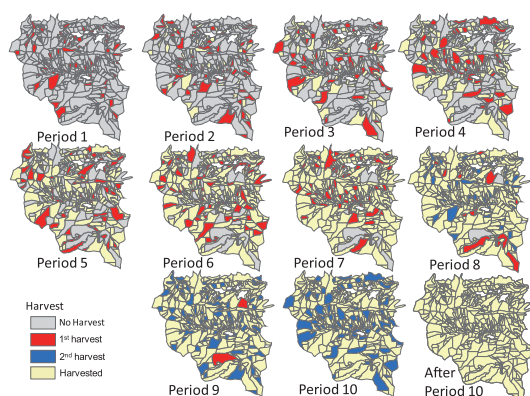 Period 1
Period 2
Period 3
Period 4
Period 5
Period 6
Period 7
Period 8
Harvest
No Harvest
1st harvest
2nd harvest
Harvested
Period 9
Period 10
After
Period 10